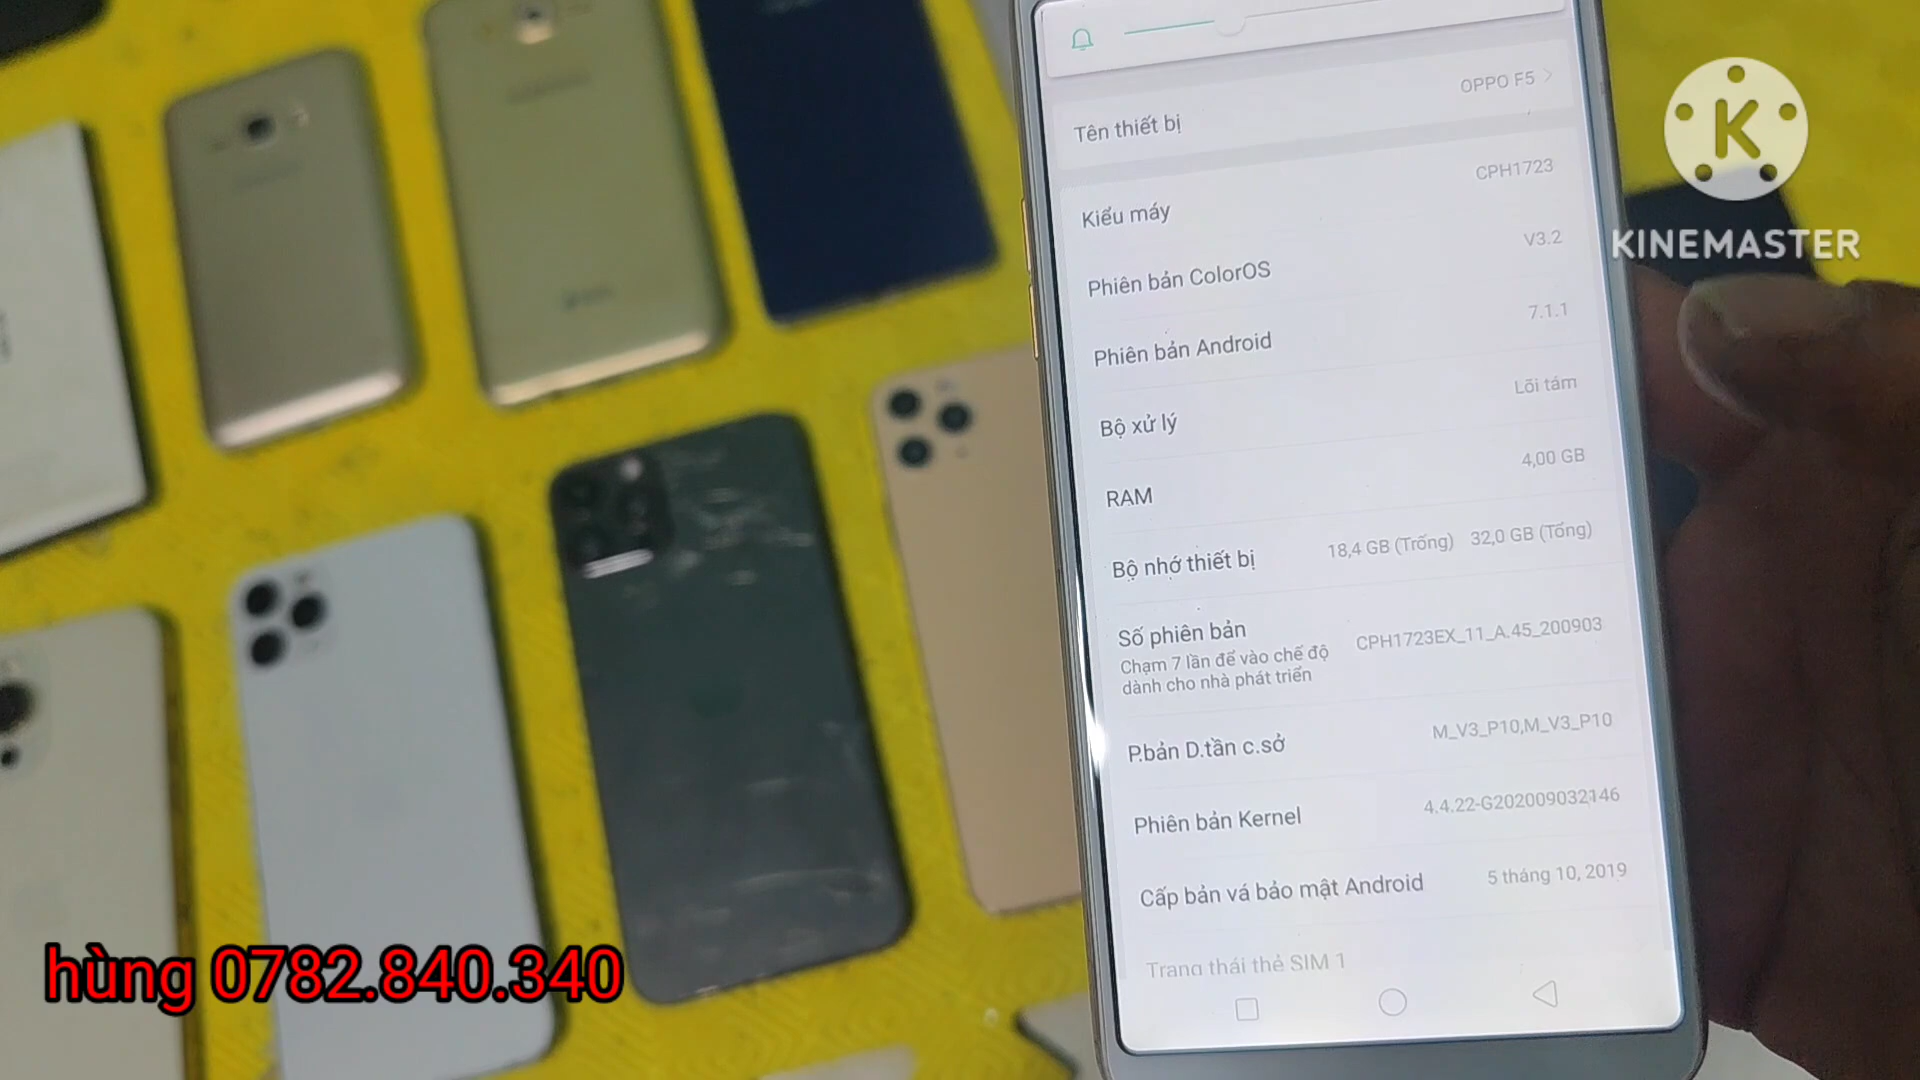 OPPO F5
Tên thiết bị
CPH1723
Kiểu máy
V3.2
Phiên bản ColorOS
7.1.1
Phiên bản Android
Lõi tám
Bộ xử lý
4,00 GB
RAM
18,4 GB (Trống) 32,0 GB (Tổng)
Bộ nhớ thiết bị
Số phiên bản
CPH1723EX_11_A.45_200903
Chạm 7 lần để vào chế độ
dành cho nhà phát triển
M_V3_P10,M_V3_P10
P.bản D.tần c.sở
4.4.22-G202009032146
Phiên bản Kernel
5 tháng 10, 2019
Cấp bản vá bảo mật Android
Trạng thái thẻ SIM 1
K
KINEMASTER
hùng 0782.840.340